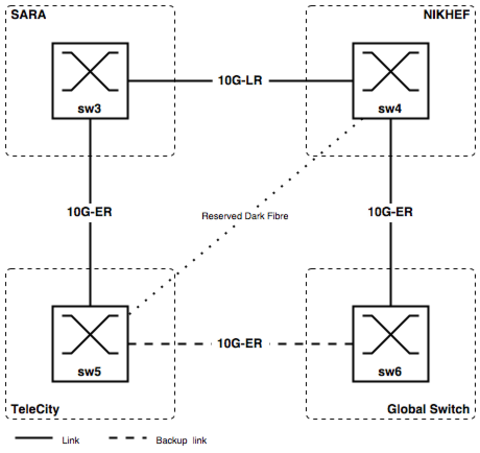 SARA
NIKHEF
10G-LR
sw3
sw4
10G-ER
10G-ER
Reserved Dark Fibre
10G-ER
sw5
sw6
TeleCity
Global Switch
Link
Backup link